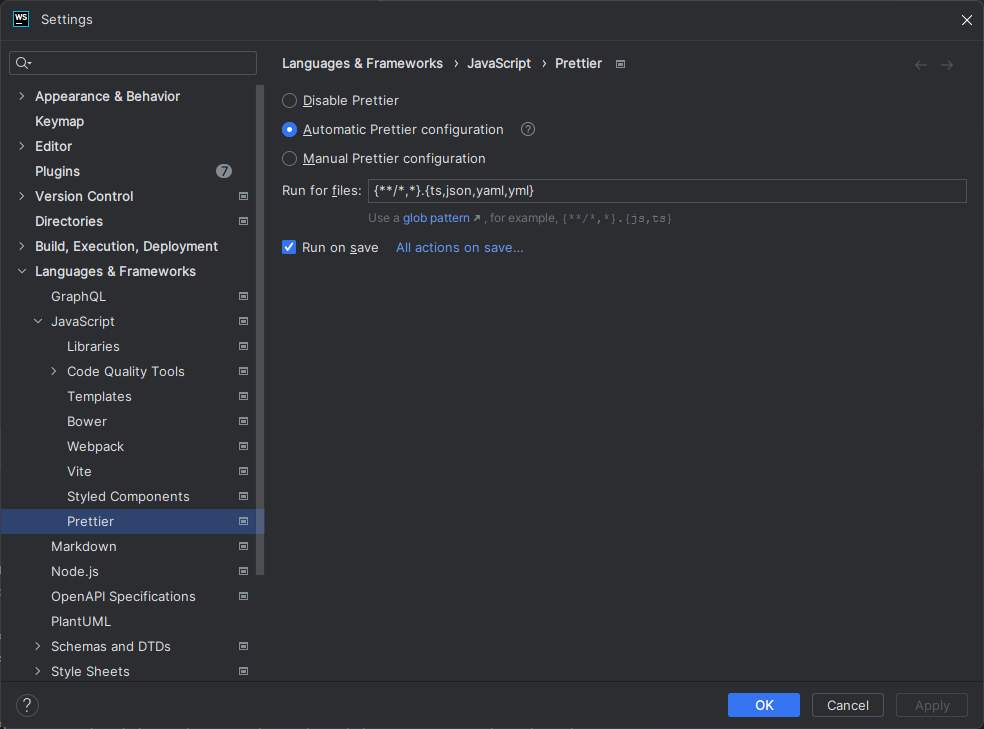 WS Settings
Languages & Frameworks › JavaScript › Prettier
Appearance & Behavior
Keymap
Editor
Plugins 7
Version Control
Directories
Build, Execution, Deployment
Languages & Frameworks
GraphQL
JavaScript
Libraries
Code Quality Tools
Templates
Bower
Webpack
Vite
Styled Components
Prettier
Markdown
Node.js
OpenAPI Specifications
PlantUML
Schemas and DTDs
Style Sheets
Disable Prettier
Automatic Prettier configuration ?
Manual Prettier configuration
Run for files: {**/*,*}.{ts,json,yaml,yml}
Use a glob pattern ↗, for example, {**/*,*}.{js,ts}
Run on save All actions on save...
? OK Cancel Apply